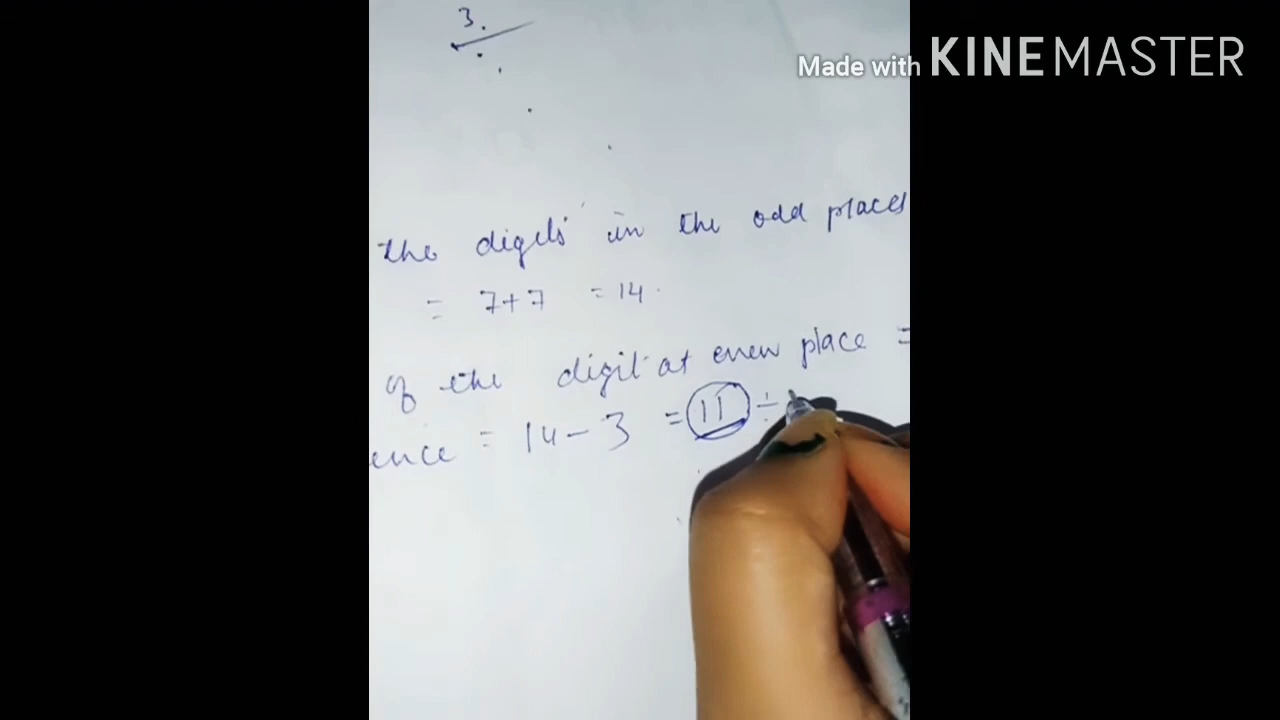 3.
Made with KINEMASTER
the digits in the odd places
= 7+7 = 14.
of the digit at even place =
ence = 14 - 3 = 11 ÷